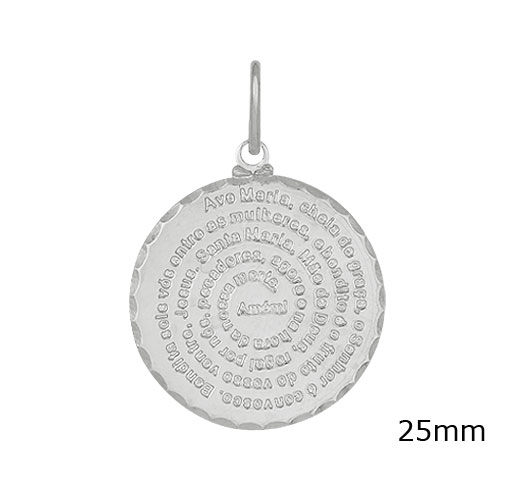 Ave Maria, cheia de graça, o Senhor é convosco. Bendita sois vós entre as mulheres, e bendito é o fruto do vosso ventre, Jesus. Santa Maria, Mãe de Deus, rogai por nós, pecadores, agora e na hora da nossa morte. Amém!
25mm